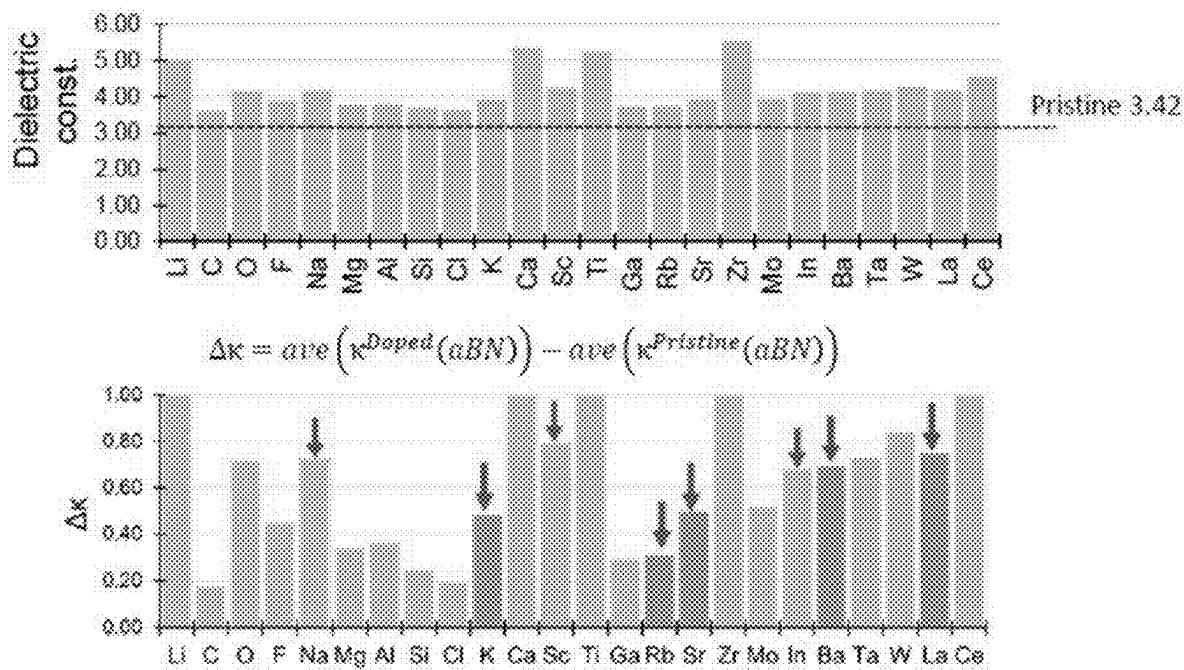 6.00
5.00
4.00
3.00
2.00
1.00
0.00
Dielectric
const.
Pristine 3.42
Li C O F Na Mg Al Si Cl K Ca Sc Ti Ga Rb Sr Zr Mo In Ba Ta W La Ce
Δκ = ave(κ^Doped(aBN)) − ave(κ^Pristine(aBN))
1.00
0.80
0.60
0.40
0.20
0.00
Δκ
Li C O F Na Mg Al Si Cl K Ca Sc Ti Ga Rb Sr Zr Mo In Ba Ta W La Ce